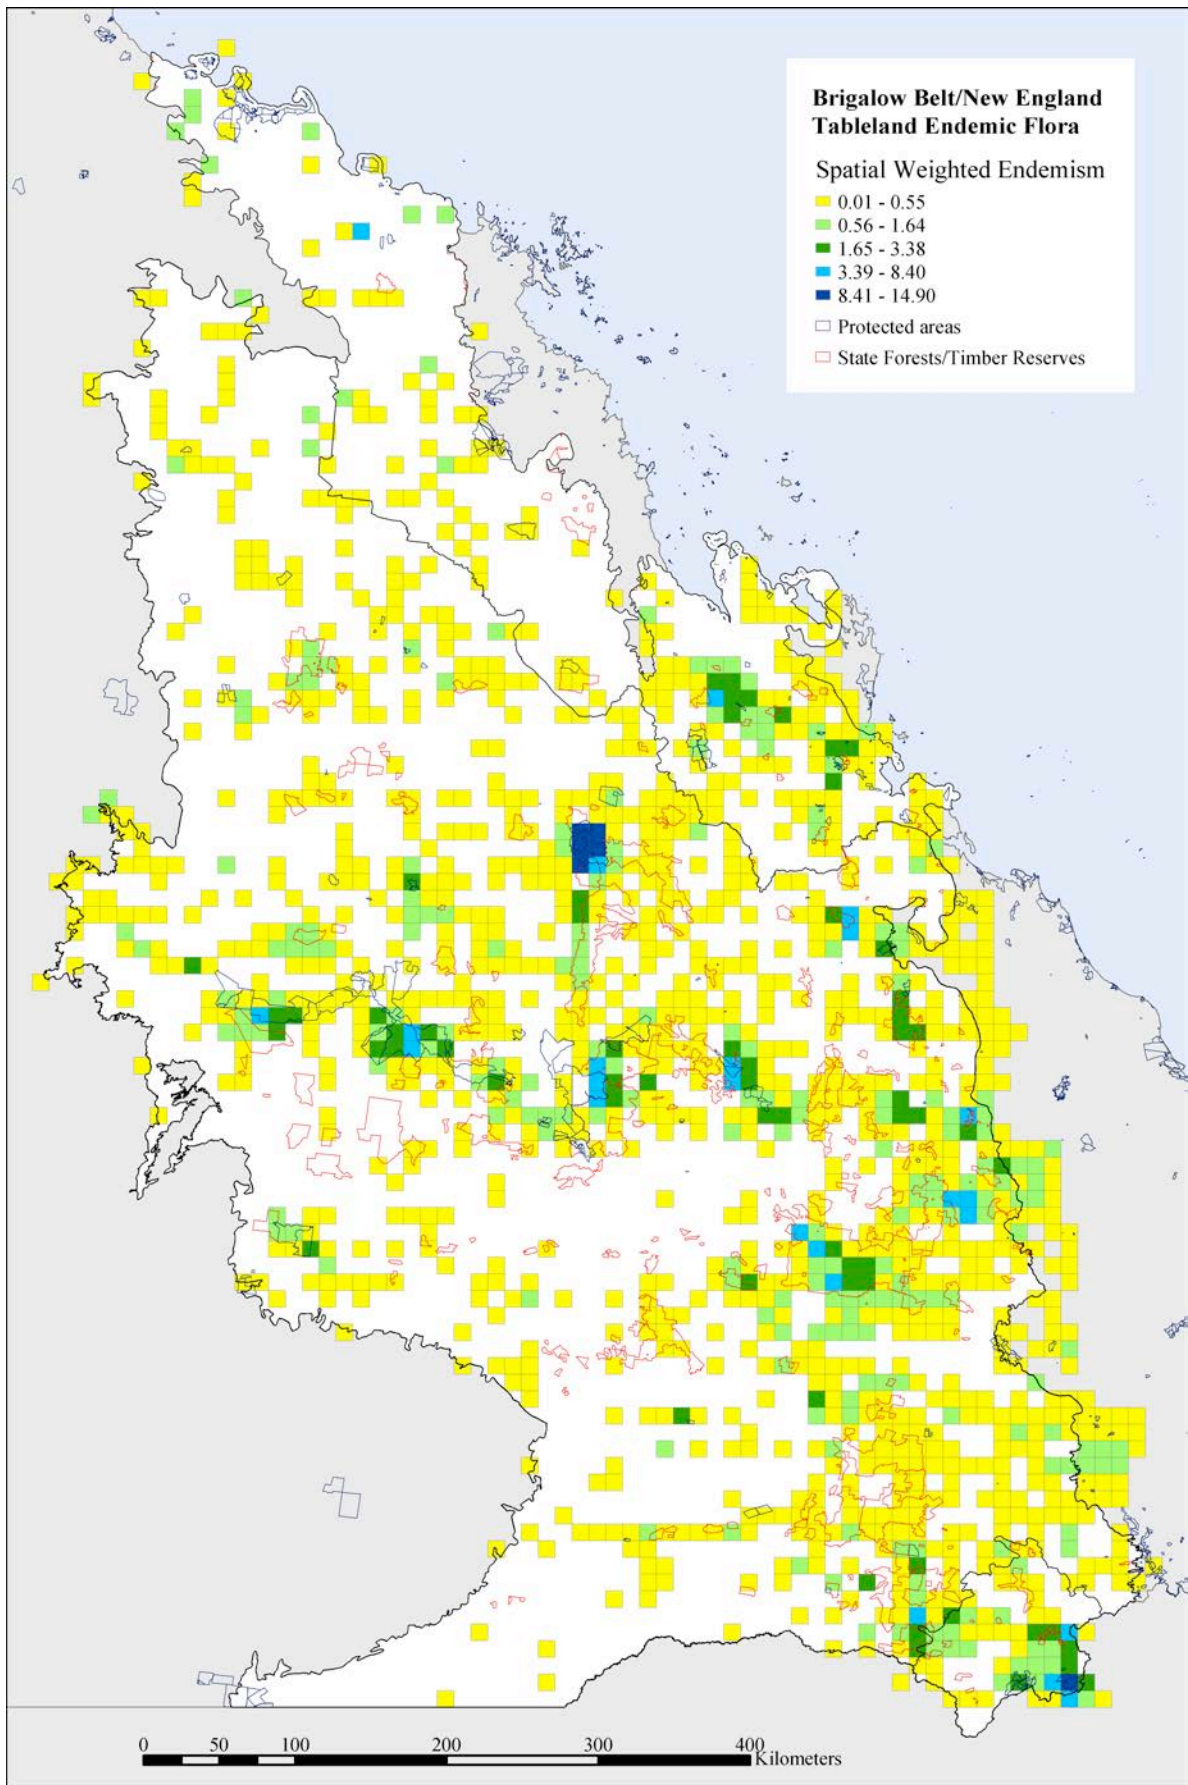 Brigalow Belt/New England
Tableland Endemic Flora
Spatial Weighted Endemism
0.01 - 0.55
0.56 - 1.64
1.65 - 3.38
3.39 - 8.40
8.41 - 14.90
Protected areas
State Forests/Timber Reserves
0 50 100 200 300 400
Kilometers